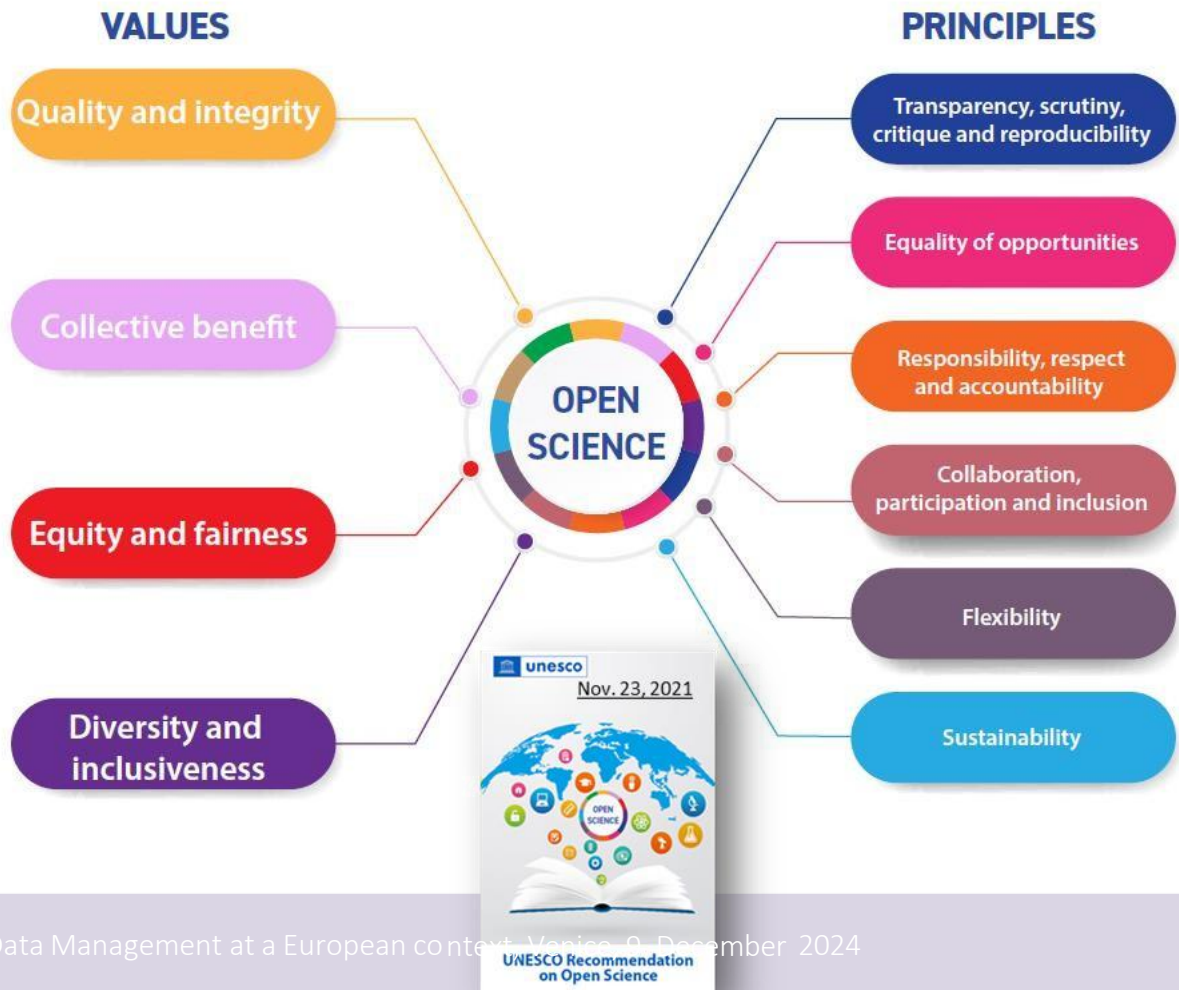 VALUES
Quality and integrity
Collective benefit
Equity and fairness
Diversity and
inclusiveness
OPEN
SCIENCE
PRINCIPLES
Transparency, scrutiny,
critique and reproducibility
Equality of opportunities
Responsibility, respect
and accountability
Collaboration,
participation and inclusion
Flexibility
Sustainability
unesco
Nov. 23, 2021
OPEN
SCIENCE
UNESCO Recommendation
on Open Science
Data Management at a European context, Venice, 9 December 2024